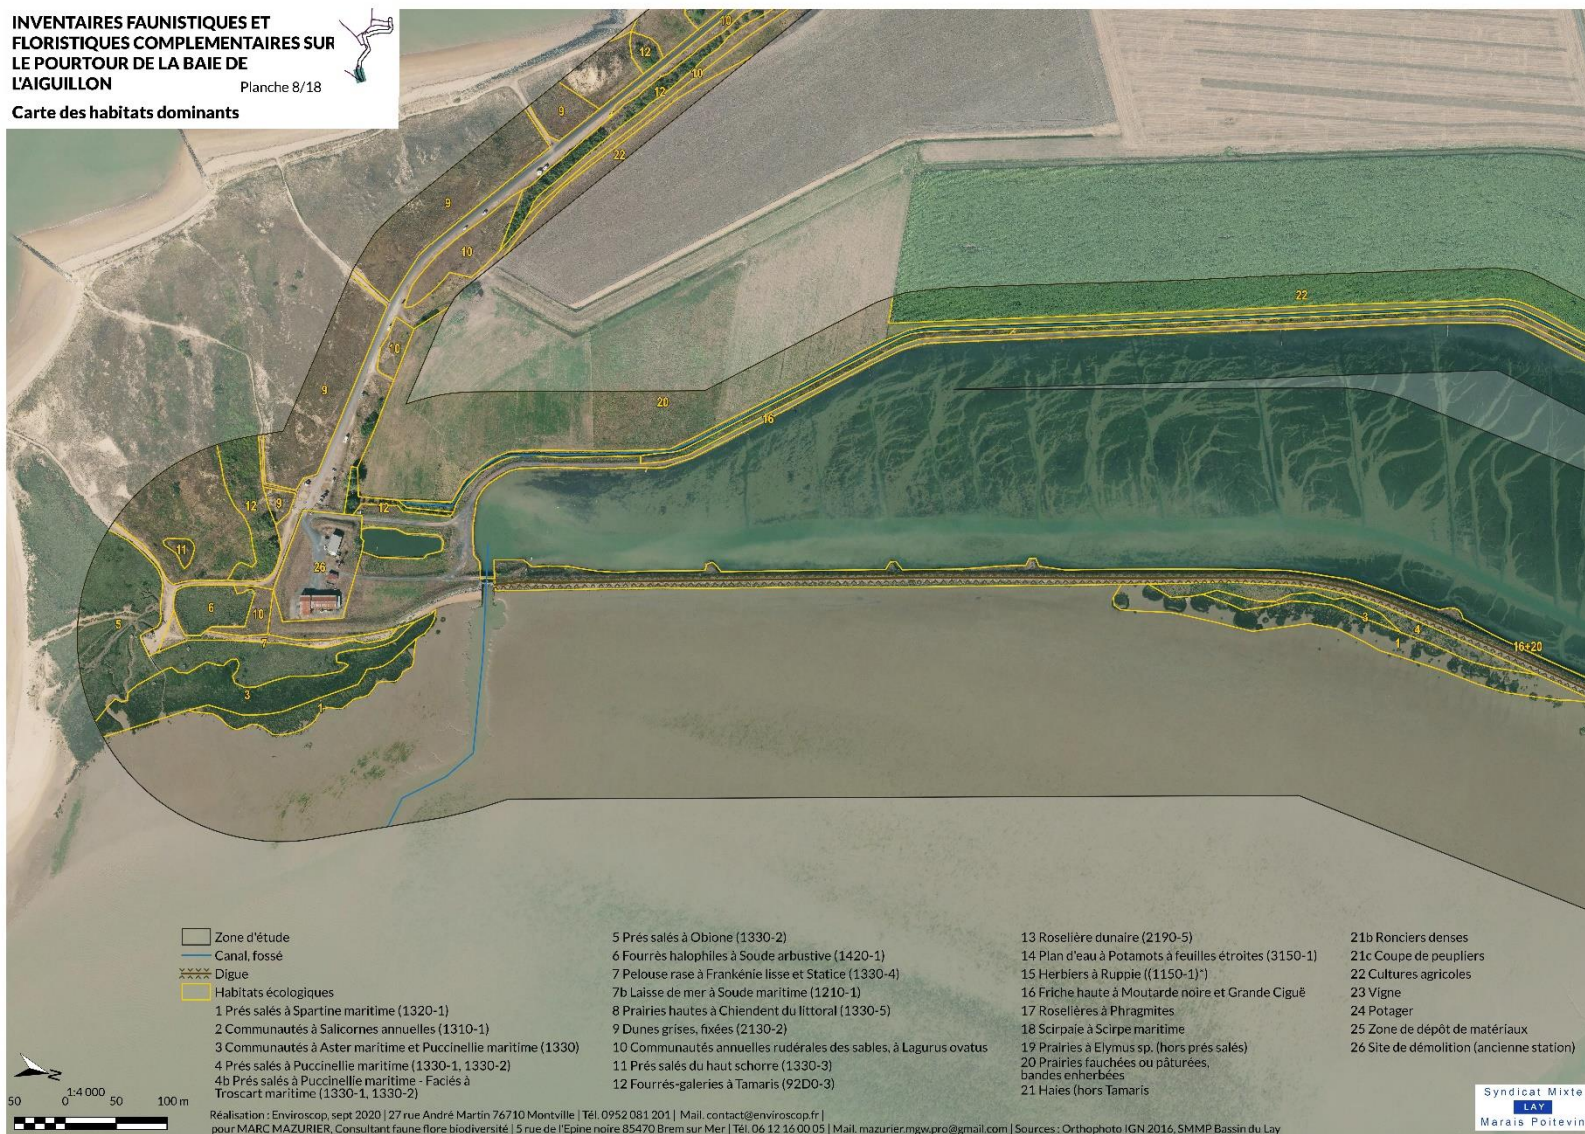 INVENTAIRES FAUNISTIQUES ET
FLORISTIQUES COMPLEMENTAIRES SUR
LE POURTOUR DE LA BAIE DE
L'AIGUILLON
Planche 8/18
Carte des habitats dominants
10
12
10
12
9
22
9
10
22
10
9
20
16
12
9
12
11
26
6
10
5
7
3
1
3
4
1
16+20
Zone d'étude
Canal, fossé
Digue
Habitats écologiques
1 Prés salés à Spartine maritime (1320-1)
2 Communautés à Salicornes annuelles (1310-1)
3 Communautés à Aster maritime et Puccinellie maritime (1330)
4 Prés salés à Puccinellie maritime (1330-1, 1330-2)
4b Prés salés à Puccinellie maritime - Faciés à
Troscart maritime (1330-1, 1330-2)
5 Prés salés à Obione (1330-2)
6 Fourrès halophiles à Soude arbustive (1420-1)
7 Pelouse rase à Frankénie lisse et Statice (1330-4)
7b Laisse de mer à Soude maritime (1210-1)
8 Prairies hautes à Chiendent du littoral (1330-5)
9 Dunes grises, fixées (2130-2)
10 Communautés annuelles rudérales des sables, à Lagurus ovatus
11 Prés salés du haut schorre (1330-3)
12 Fourrés-galeries à Tamaris (92D0-3)
13 Roselière dunaire (2190-5)
14 Plan d'eau à Potamots à feuilles étroites (3150-1)
15 Herbiers à Ruppie ((1150-1)*)
16 Friche haute à Moutarde noire et Grande Ciguë
17 Roselières à Phragmites
18 Scirpaie à Scirpe maritime
19 Prairies à Elymus sp. (hors prés salés)
20 Prairies fauchées ou pâturées,
bandes enherbées
21 Haies (hors Tamaris
21b Ronciers denses
21c Coupe de peupliers
22 Cultures agricoles
23 Vigne
24 Potager
25 Zone de dépôt de matériaux
26 Site de démolition (ancienne station)
N
1:4 000
50 0 50 100 m
Réalisation : Enviroscop, sept 2020 | 27 rue André Martin 76710 Montville | Tél. 0952 081 201 | Mail. contact@enviroscop.fr |
pour MARC MAZURIER, Consultant faune flore biodiversité | 5 rue de l'Epine noire 85470 Brem sur Mer | Tél. 06 12 16 00 05 | Mail. mazurier.mgw.pro@gmail.com | Sources : Orthophoto IGN 2016, SMMP Bassin du Lay
Syndicat Mixte
LAY
Marais Poitevin